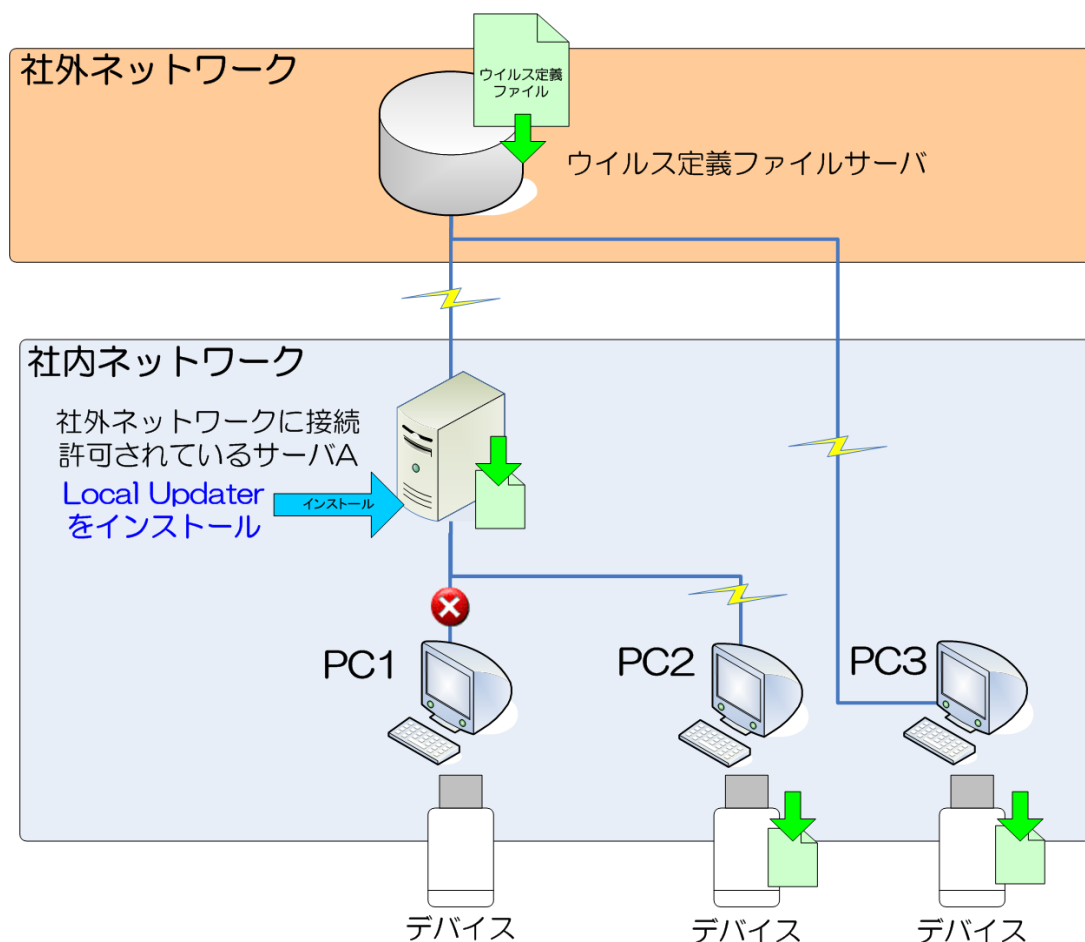 社外ネットワーク
ウイルス定義
ファイル
ウイルス定義ファイルサーバ
社内ネットワーク
社外ネットワークに接続
許可されているサーバA
Local Updater
をインストール
インストール
PC1
PC2
PC3
デバイス
デバイス
デバイス